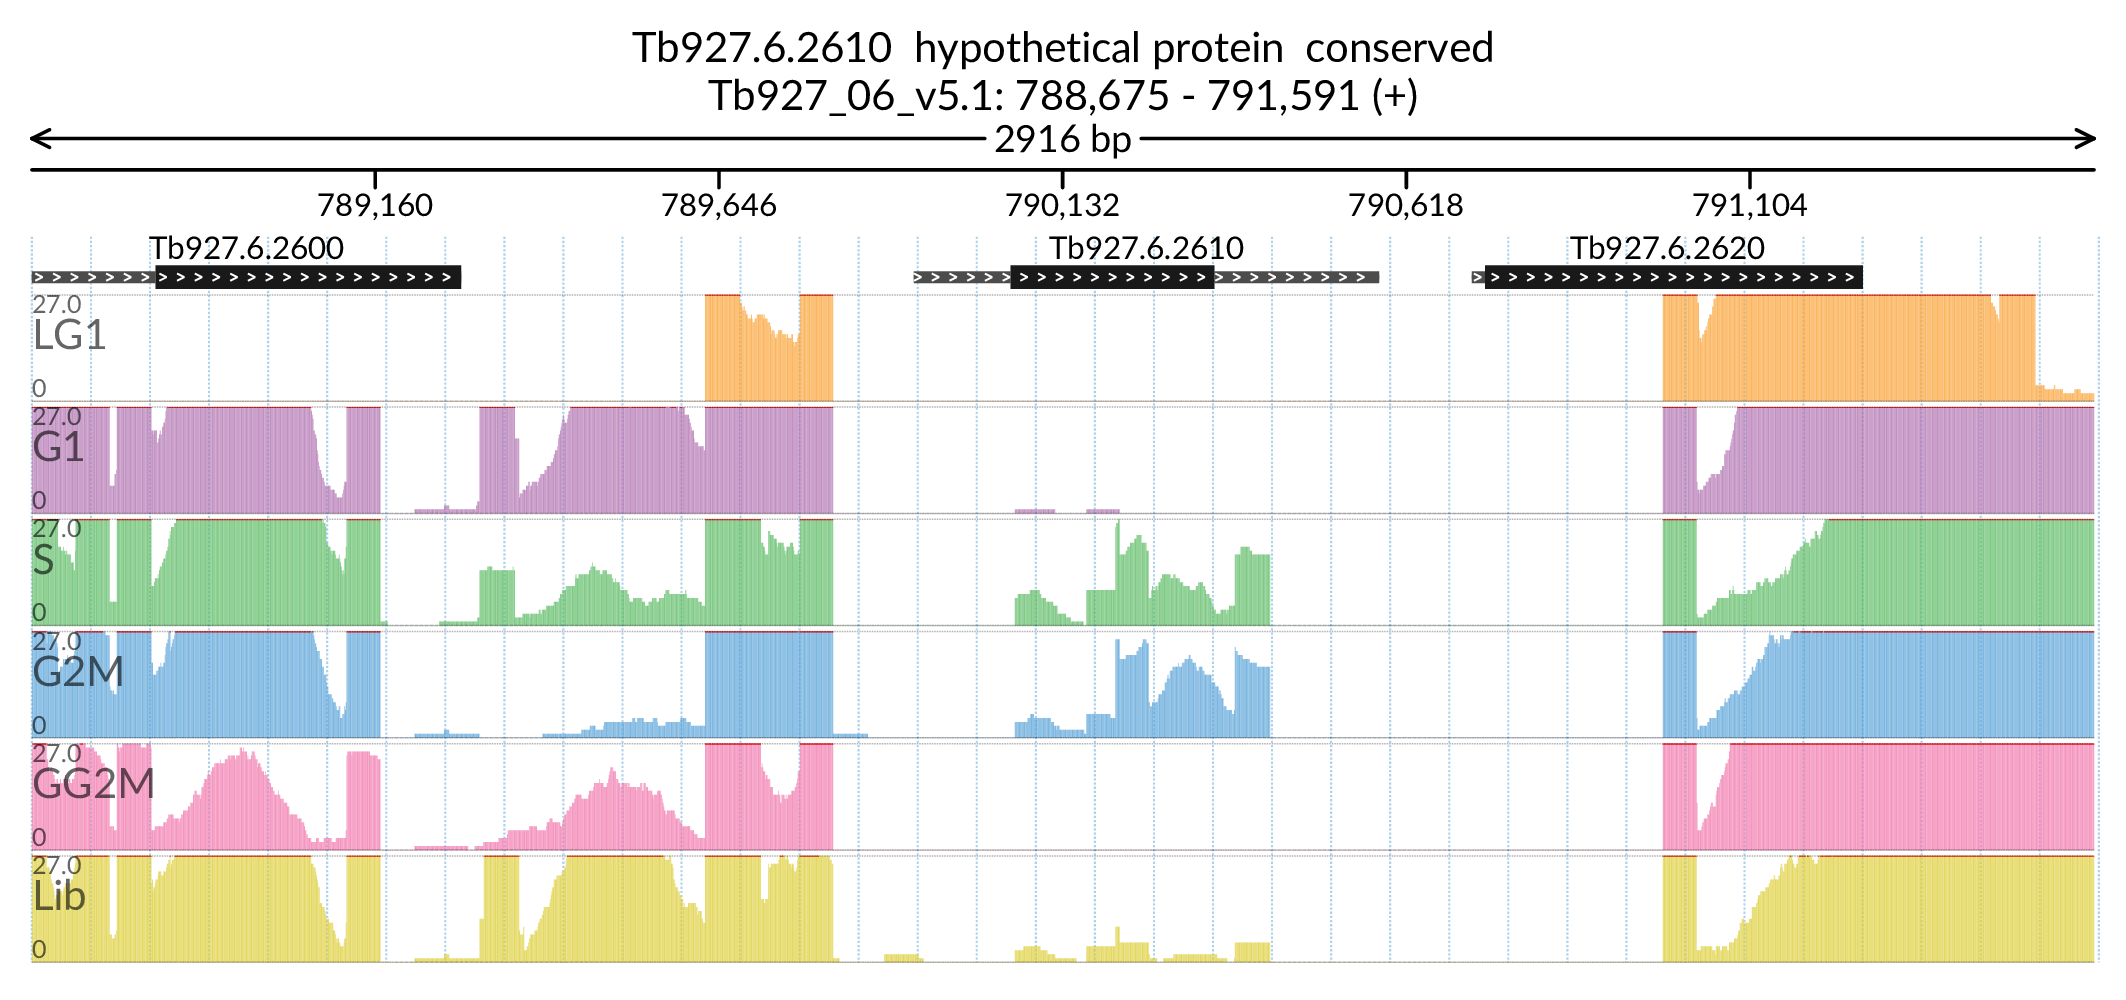 Tb927.6.2610 hypothetical protein conserved
Tb927_06_v5.1: 788,675 - 791,591 (+)
2916 bp
789,160 789,646 790,132 790,618 791,104
Tb927.6.2600 Tb927.6.2610 Tb927.6.2620
27.0
LG1
0
27.0
G1
0
27.0
S
0
27.0
G2M
0
27.0
GG2M
0
27.0
Lib
0